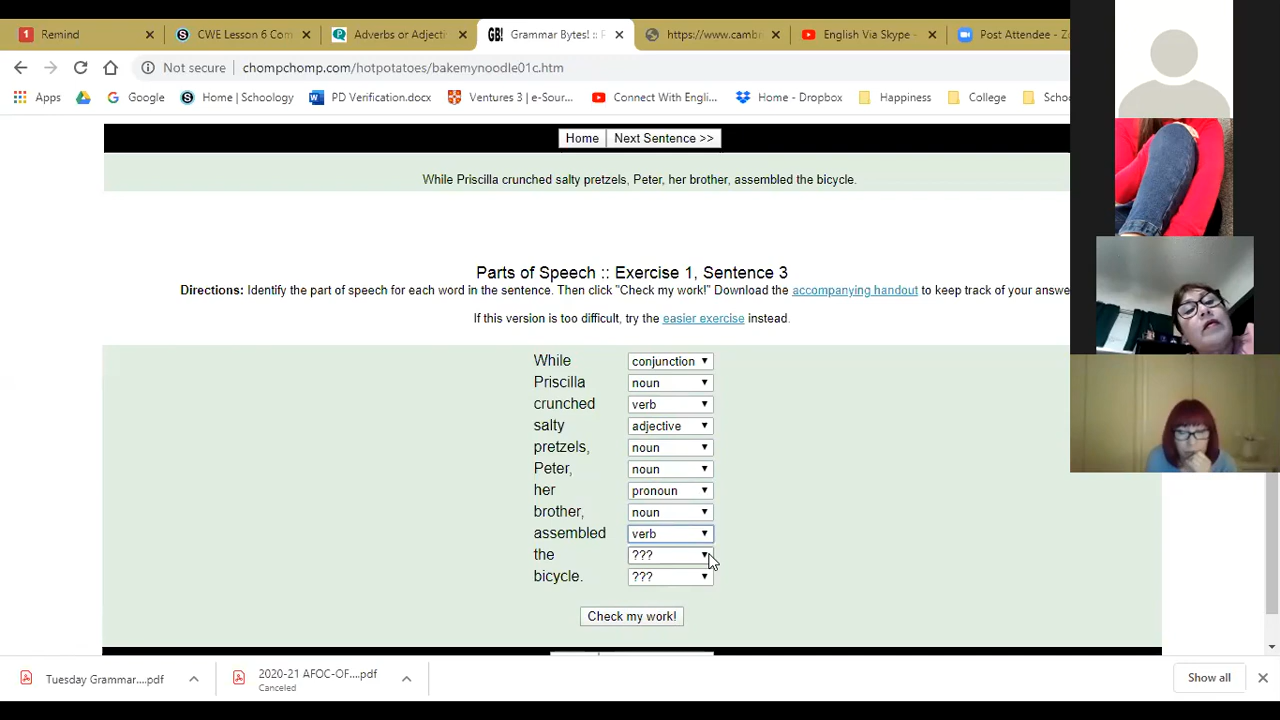 1 Remind
CWE Lesson 6 Com
Adverbs or Adjecti
GB! Grammar Bytes! :: F
https://www.cambr
English Via Skype -
Post Attendee - Zo
Not secure chompchomp.com/hotpotatoes/bakemynoodle01c.htm
Apps
Google
Home | Schoology
PD Verification.docx
Ventures 3 | e-Sour...
Connect With Engli...
Home - Dropbox
Happiness
College
Schoo
Home
Next Sentence >>
While Priscilla crunched salty pretzels, Peter, her brother, assembled the bicycle.
Parts of Speech :: Exercise 1, Sentence 3
Directions: Identify the part of speech for each word in the sentence. Then click "Check my work!" Download the accompanying handout to keep track of your answe
If this version is too difficult, try the easier exercise instead.
While conjunction
Priscilla noun
crunched verb
salty adjective
pretzels, noun
Peter, noun
her pronoun
brother, noun
assembled verb
the ???
bicycle. ???
Check my work!
Tuesday Grammar....pdf
2020-21 AFOC-OF....pdf
Canceled
Show all